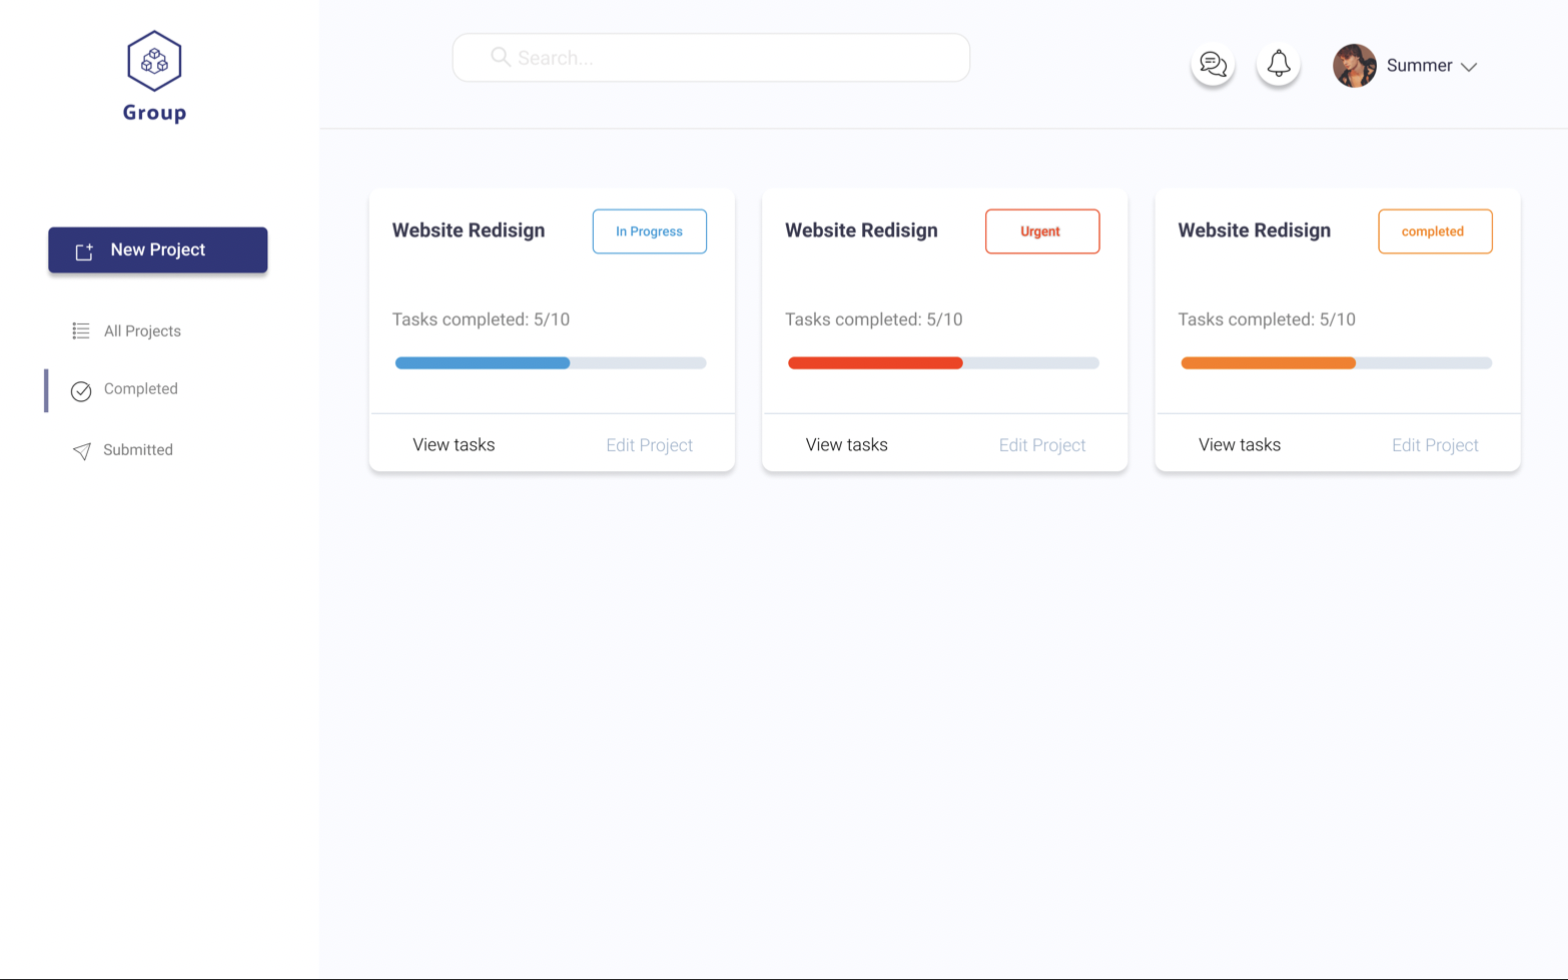 Group
Search...
Summer
New Project
All Projects
Completed
Submitted
Website Redisign
In Progress
Tasks completed: 5/10
View tasks
Edit Project
Website Redisign
Urgent
Tasks completed: 5/10
View tasks
Edit Project
Website Redisign
completed
Tasks completed: 5/10
View tasks
Edit Project